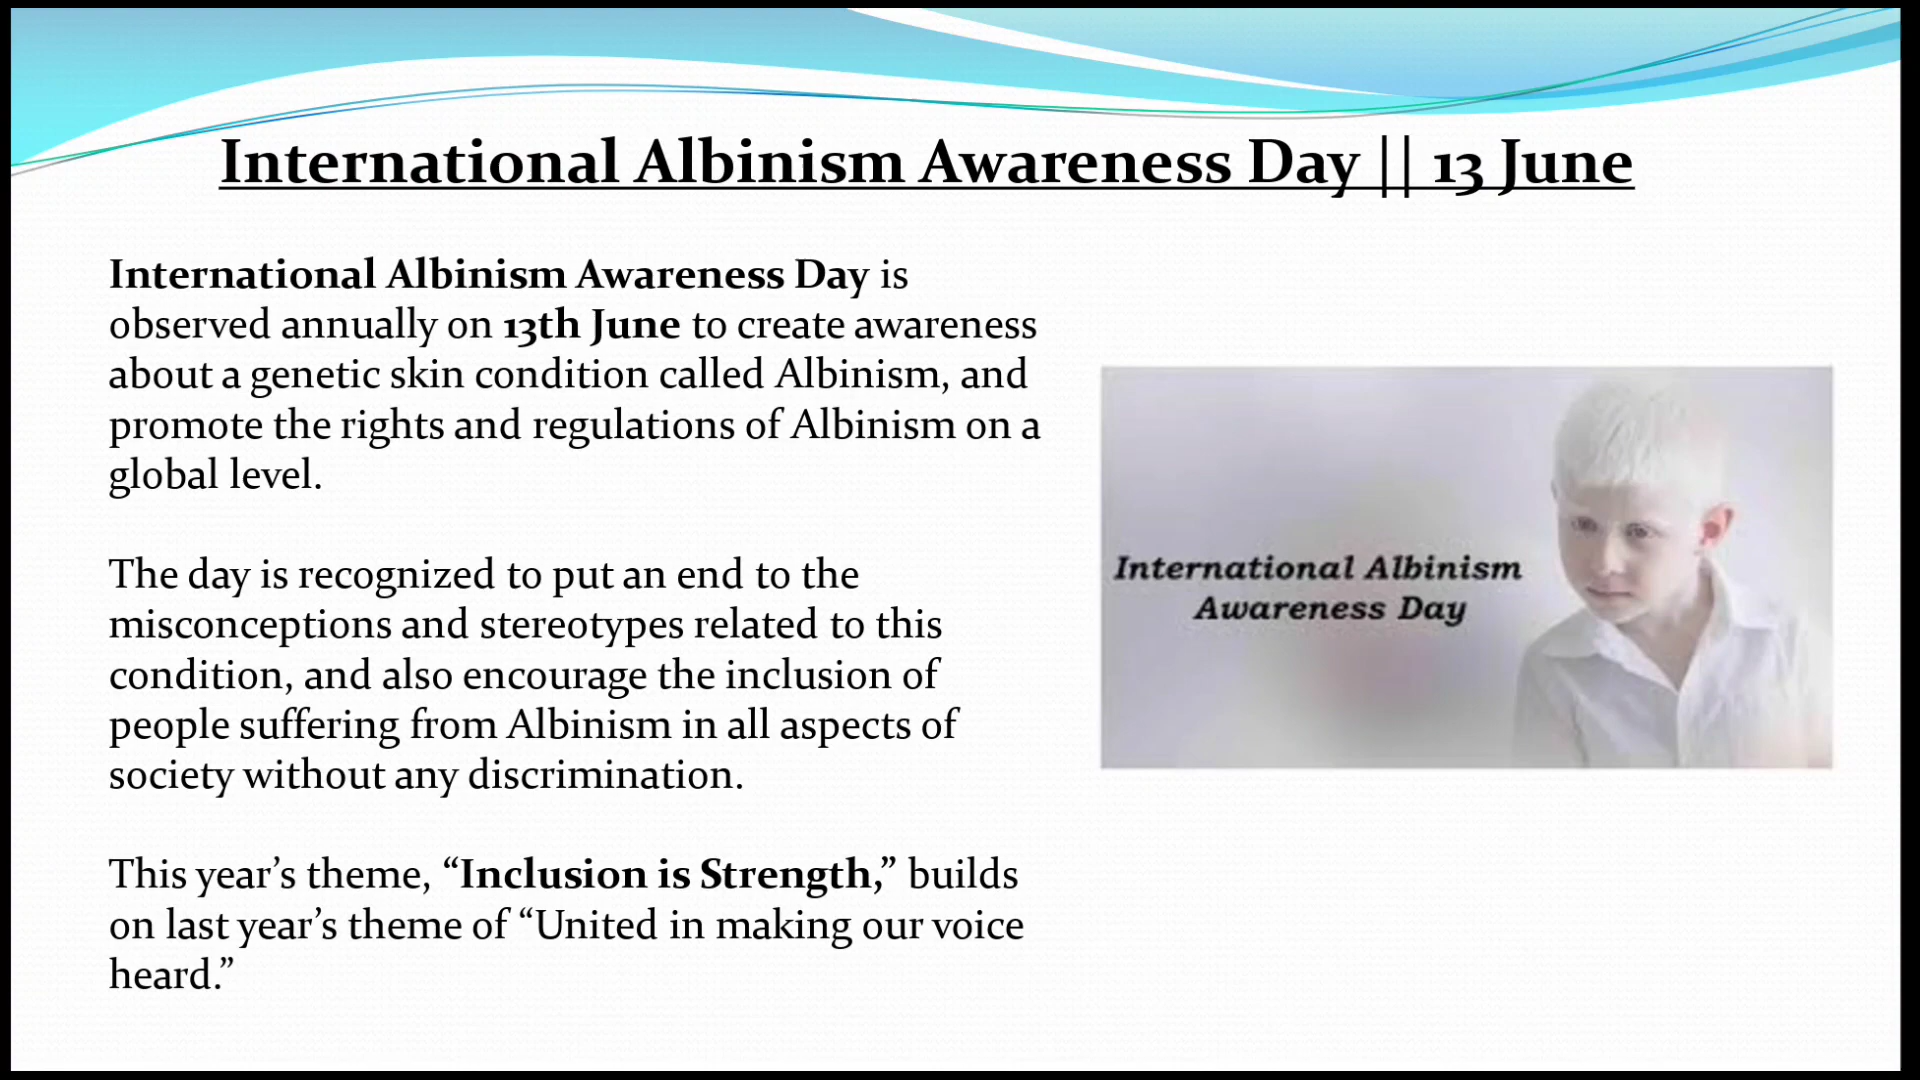 International Albinism Awareness Day || 13 June
International Albinism Awareness Day is
observed annually on 13th June to create awareness
about a genetic skin condition called Albinism, and
promote the rights and regulations of Albinism on a
global level.
The day is recognized to put an end to the
misconceptions and stereotypes related to this
condition, and also encourage the inclusion of
people suffering from Albinism in all aspects of
society without any discrimination.
This year’s theme, “Inclusion is Strength,” builds
on last year’s theme of “United in making our voice
heard.”
International Albinism
Awareness Day